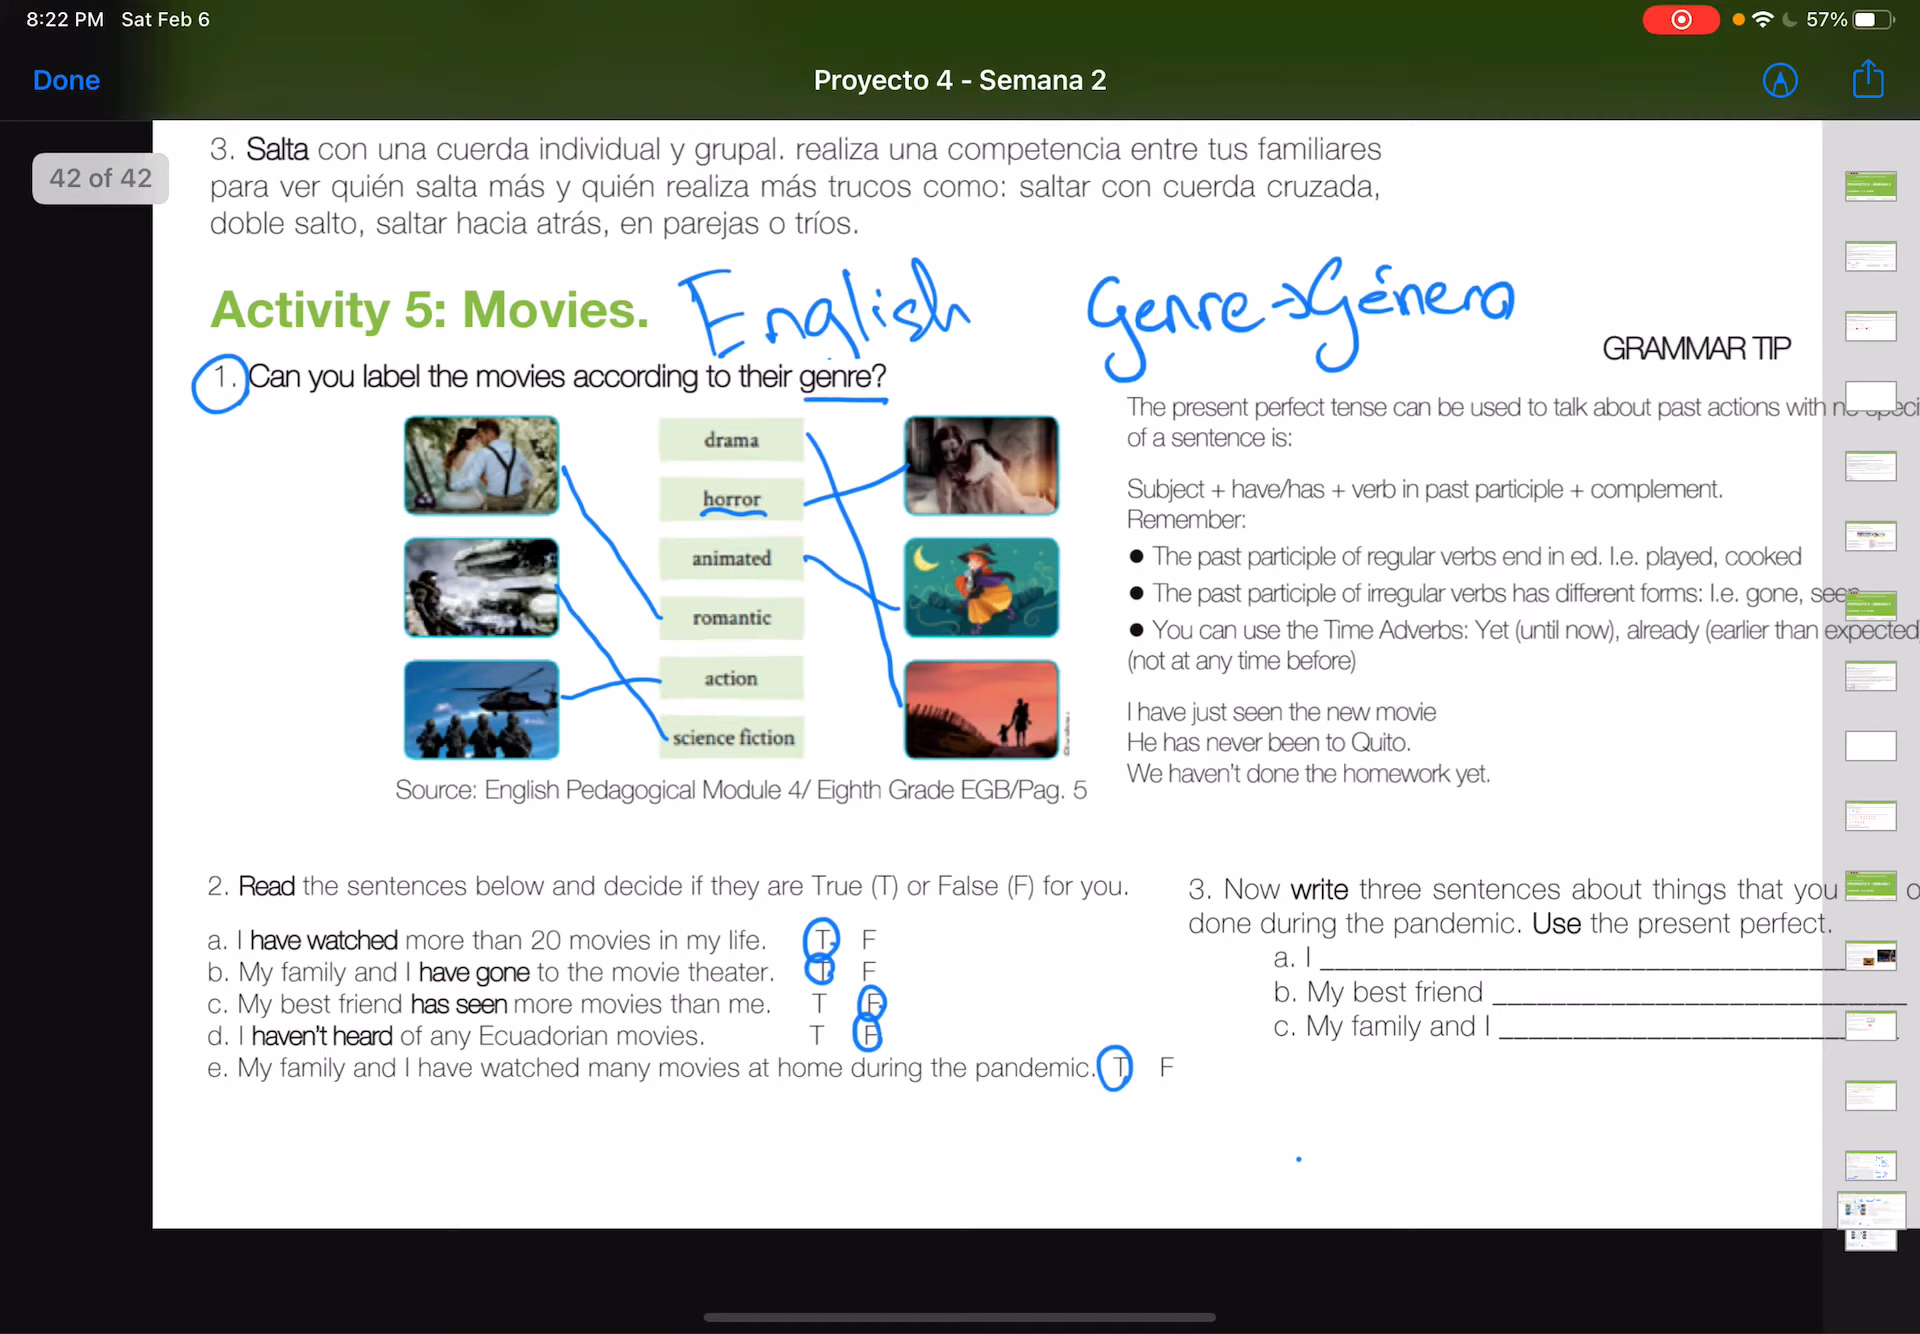 8:22 PM Sat Feb 6
57%
Done
Proyecto 4 - Semana 2
42 of 42
3. Salta con una cuerda individual y grupal. realiza una competencia entre tus familiares
para ver quién salta más y quién realiza más trucos como: saltar con cuerda cruzada,
doble salto, saltar hacia atrás, en parejas o tríos.
Activity 5: Movies.
English
Genre → Género
1. Can you label the movies according to their genre?
drama
horror
animated
romantic
action
science fiction
Source: English Pedagogical Module 4/ Eighth Grade EGB/Pag. 5
GRAMMAR TIP
The present perfect tense can be used to talk about past actions with
of a sentence is:
Subject + have/has + verb in past participle + complement.
Remember:
● The past participle of regular verbs end in ed. I.e. played, cooked
● The past participle of irregular verbs has different forms: I.e. gone,
● You can use the Time Adverbs: Yet (until now), already (earlier than expected
(not at any time before)
I have just seen the new movie
He has never been to Quito.
We haven't done the homework yet.
2. Read the sentences below and decide if they are True (T) or False (F) for you.
a. I have watched more than 20 movies in my life. T F
b. My family and I have gone to the movie theater. T F
c. My best friend has seen more movies than me. T F
d. I haven't heard of any Ecuadorian movies. T F
e. My family and I have watched many movies at home during the pandemic. T F
3. Now write three sentences about things that you
done during the pandemic. Use the present perfect.
a. I
b. My best friend
c. My family and I